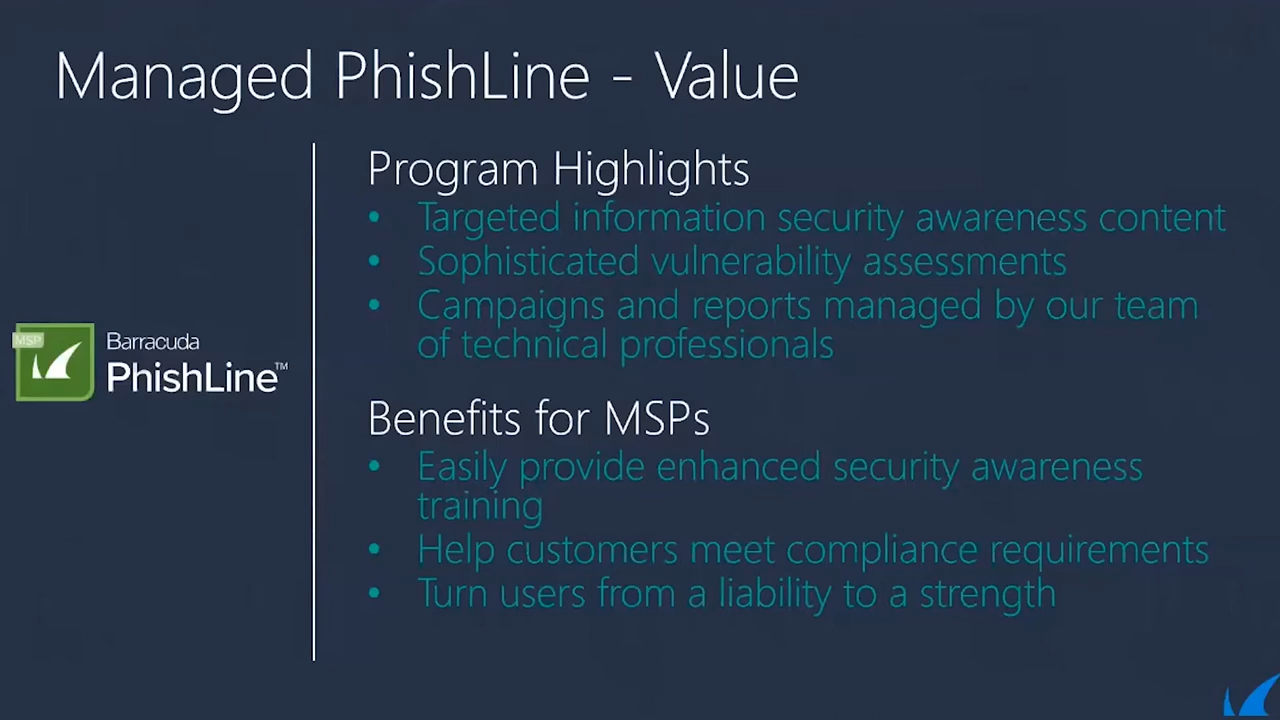 Managed PhishLine - Value
Program Highlights
• Targeted information security awareness content
• Sophisticated vulnerability assessments
• Campaigns and reports managed by our team
of technical professionals
MSP
Barracuda
PhishLine™
Benefits for MSPs
• Easily provide enhanced security awareness
training
• Help customers meet compliance requirements
• Turn users from a liability to a strength